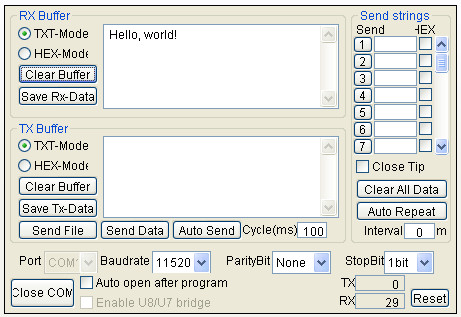 RX Buffer
TXT-Mode
HEX-Mode
Clear Buffer
Save Rx-Data
Hello, world!
TX Buffer
TXT-Mode
HEX-Mode
Clear Buffer
Save Tx-Data
Send File Send Data Auto Send Cycle(ms) 100
Send strings
Send HEX
1
2
3
4
5
6
7
Close Tip
Clear All Data
Auto Repeat
Interval 0 m
Port COM Baudrate 11520 ParityBit None StopBit 1bit
Close COM
Auto open after program
Enable U8/U7 bridge
TX 0
RX 29
Reset